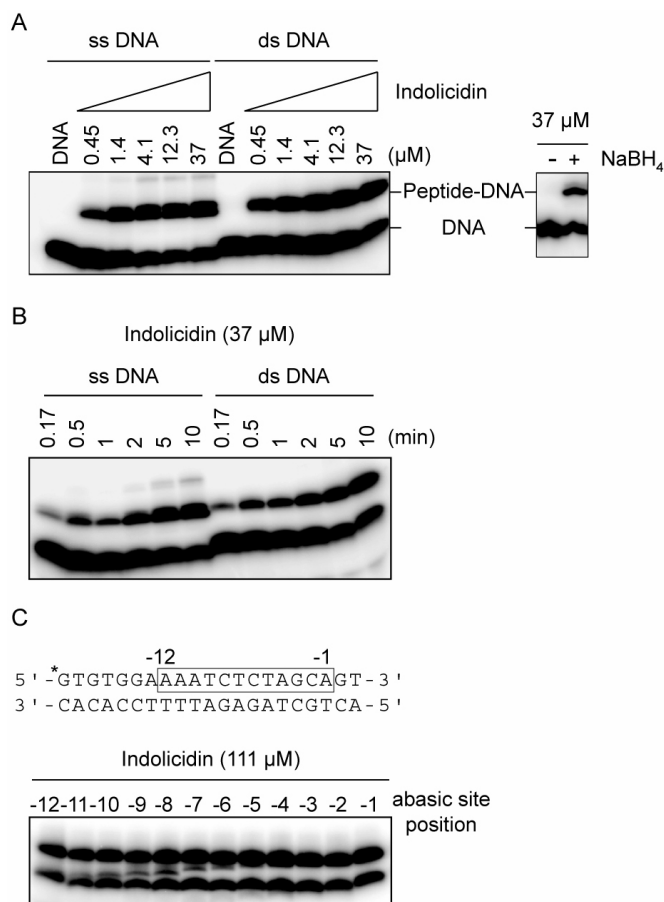 A
ss DNA ds DNA
Indolicidin
DNA 0.45 1.4 4.1 12.3 37 DNA 0.45 1.4 4.1 12.3 37 (µM)
37 µM
- + NaBH4
Peptide-DNA
DNA
B
Indolicidin (37 µM)
ss DNA ds DNA
0.17 0.5 1 2 5 10 0.17 0.5 1 2 5 10 (min)
C
-12 -1
5'-*GTGTGGAAAATCTCTAGCAGT-3'
3'-CACACCTTTTAGAGATCGTCA-5'
Indolicidin (111 µM)
-12 -11 -10 -9 -8 -7 -6 -5 -4 -3 -2 -1 abasic site
position